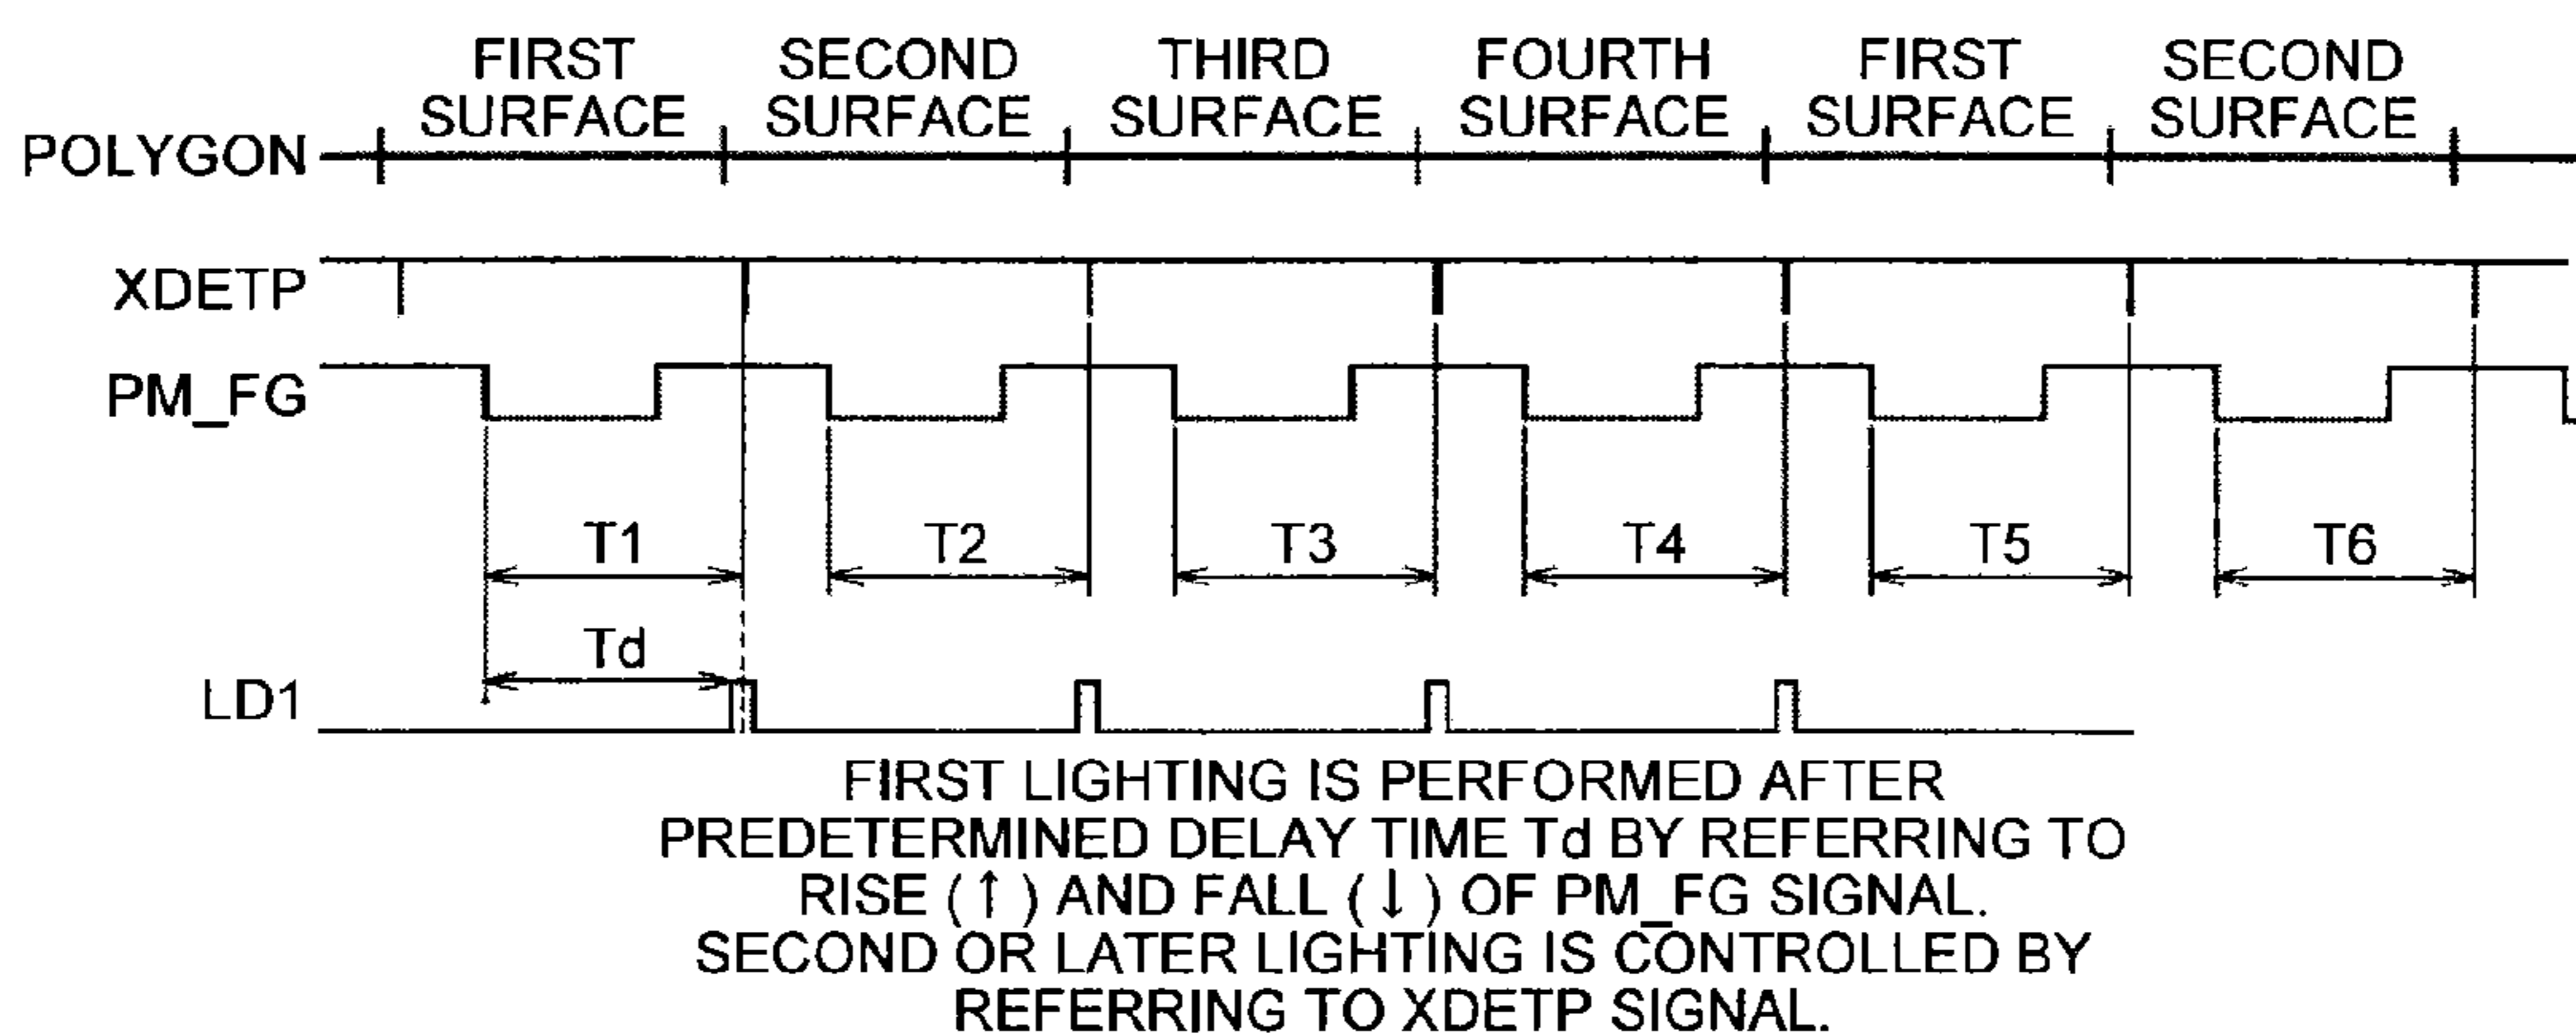 FIRST SECOND THIRD FOURTH FIRST SECOND
SURFACE SURFACE SURFACE SURFACE SURFACE SURFACE
POLYGON
XDETP
PM_FG
T1 T2 T3 T4 T5 T6
Td
LD1
FIRST LIGHTING IS PERFORMED AFTER
PREDETERMINED DELAY TIME Td BY REFERRING TO
RISE (↑) AND FALL (↓) OF PM_FG SIGNAL.
SECOND OR LATER LIGHTING IS CONTROLLED BY
REFERRING TO XDETP SIGNAL.